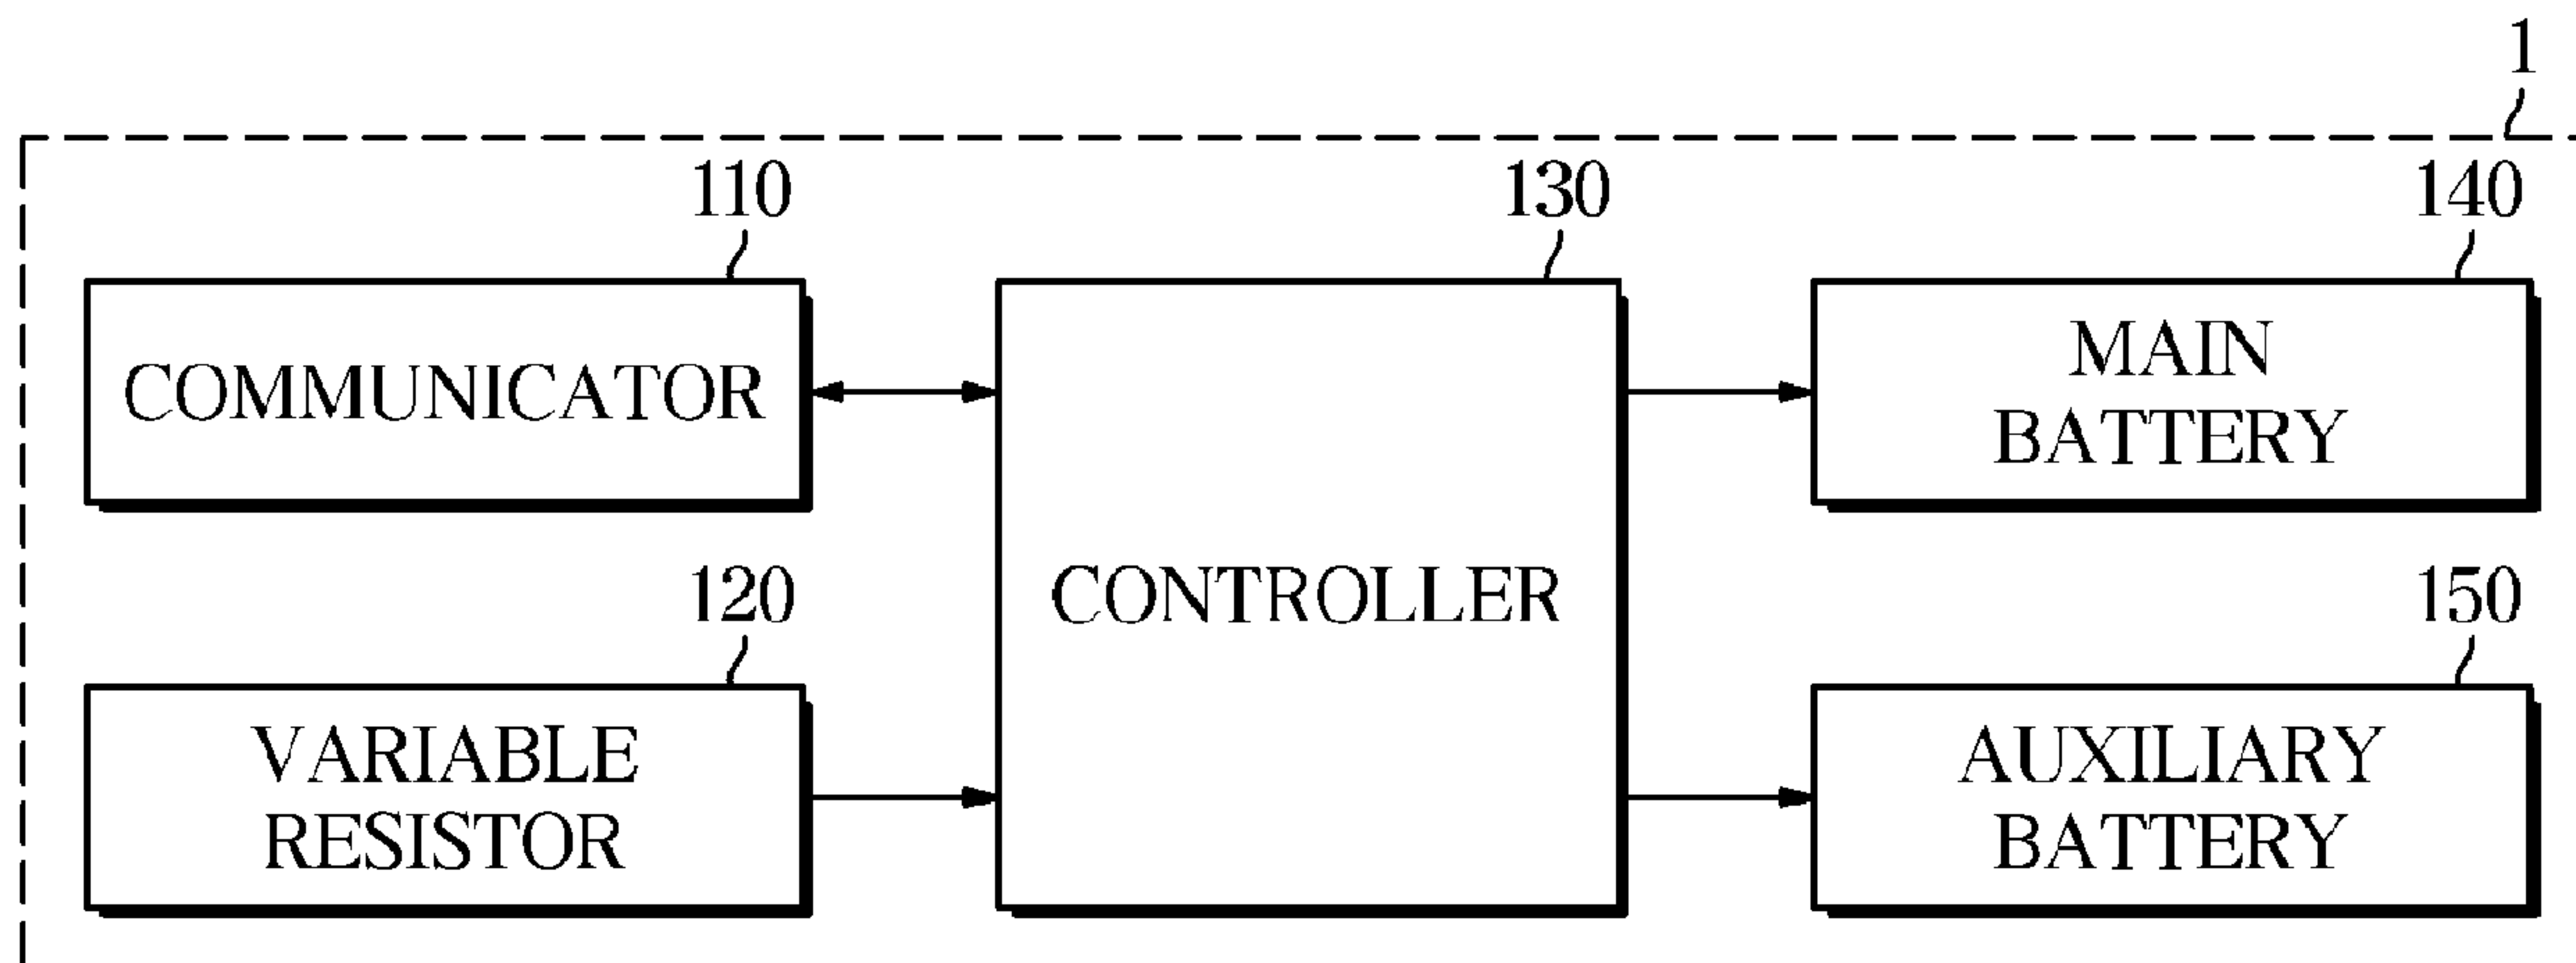 1
110
130
140
COMMUNICATOR
MAIN
BATTERY
CONTROLLER
120
150
VARIABLE
RESISTOR
AUXILIARY
BATTERY